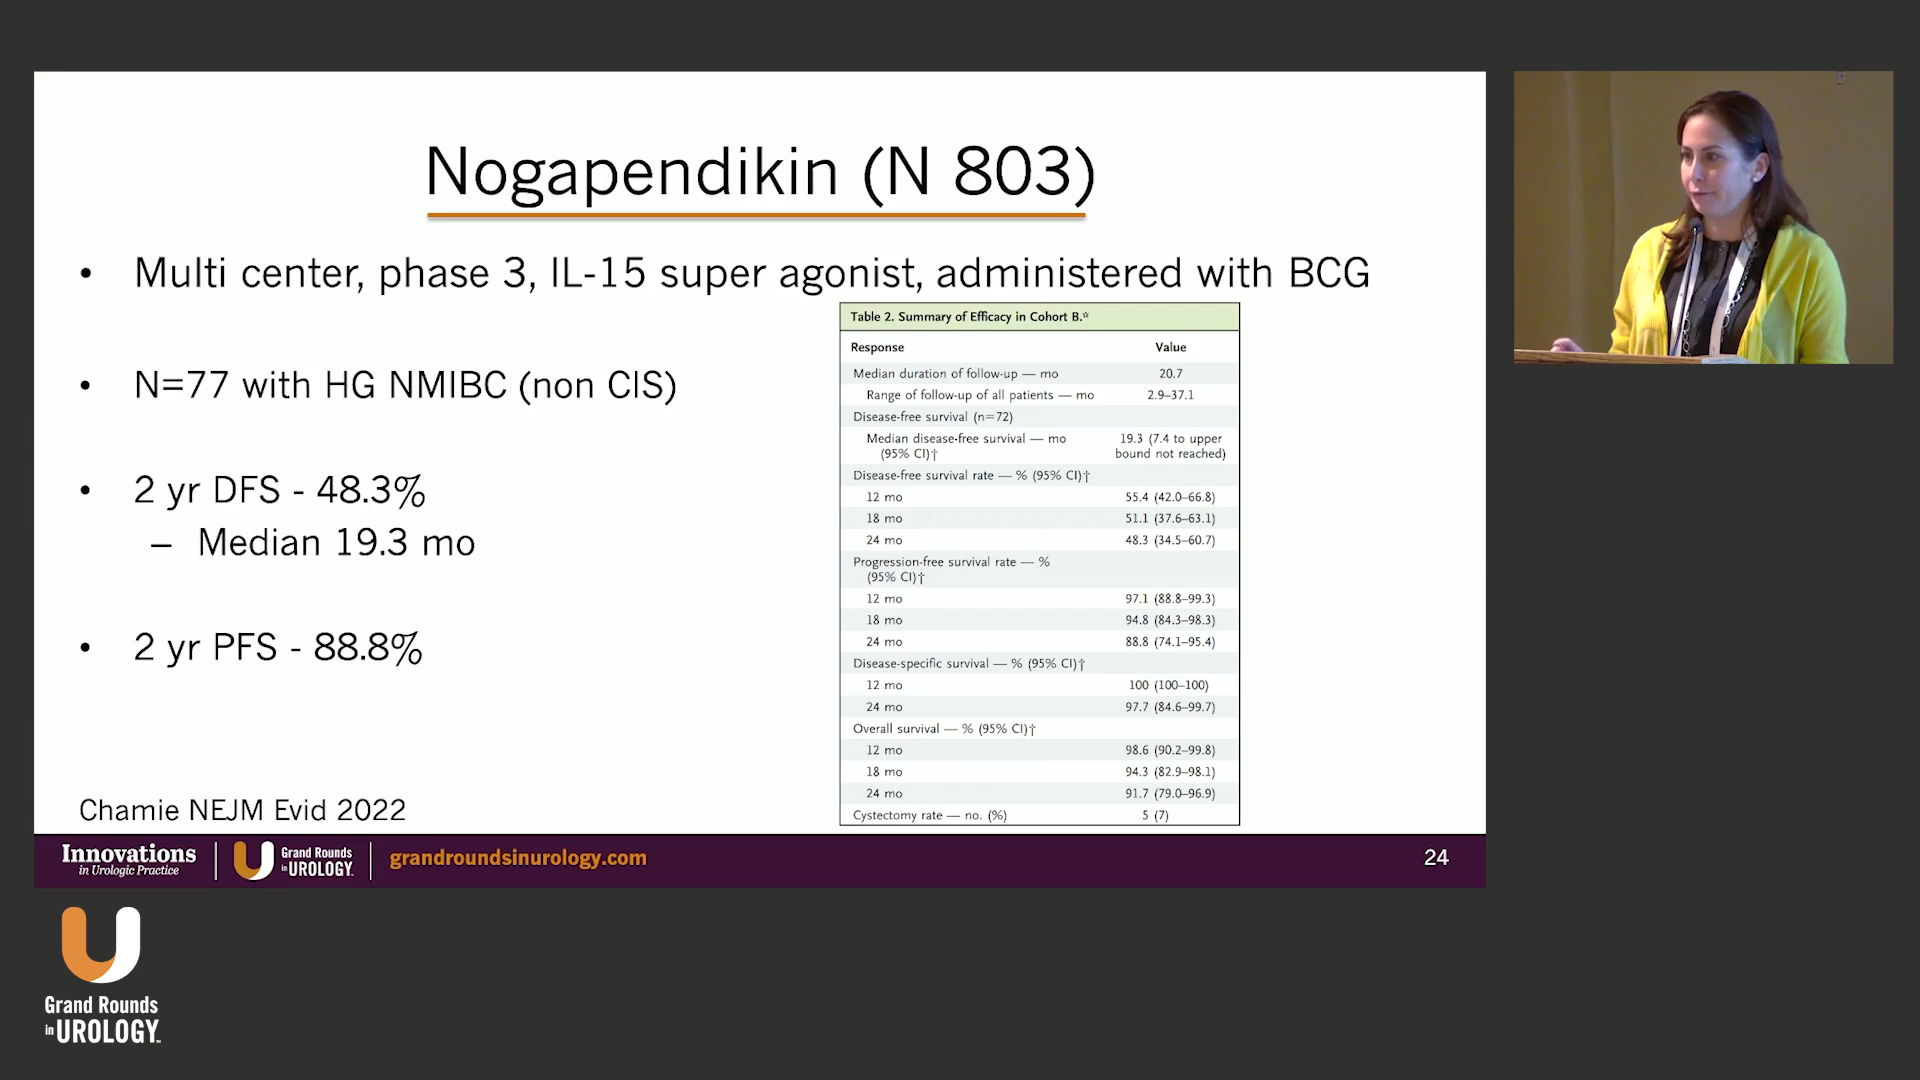 Nogapendikin (N 803)
• Multi center, phase 3, IL-15 super agonist, administered with BCG
• N=77 with HG NMIBC (non CIS)
• 2 yr DFS - 48.3%
– Median 19.3 mo
• 2 yr PFS - 88.8%
Chamie NEJM Evid 2022
Table 2. Summary of Efficacy in Cohort B.*
Response Value
Median duration of follow-up — mo 20.7
Range of follow-up of all patients — mo 2.9–37.1
Disease-free survival (n=72)
Median disease-free survival — mo 19.3 (7.4 to upper
(95% CI)† bound not reached)
Disease-free survival rate — % (95% CI)†
12 mo 55.4 (42.0–66.8)
18 mo 51.1 (37.6–63.1)
24 mo 48.3 (34.5–60.7)
Progression-free survival rate — %
(95% CI)†
12 mo 97.1 (88.8–99.3)
18 mo 94.8 (84.3–98.3)
24 mo 88.8 (74.1–95.4)
Disease-specific survival — % (95% CI)†
12 mo 100 (100–100)
24 mo 97.7 (84.6–99.7)
Overall survival — % (95% CI)†
12 mo 98.6 (90.2–99.8)
18 mo 94.3 (82.9–98.1)
24 mo 91.7 (79.0–96.9)
Cystectomy rate — no. (%) 5 (7)
Innovations
in Urologic Practice
Grand Rounds
in UROLOGY
grandroundsinurology.com
24
Grand Rounds
in UROLOGY™